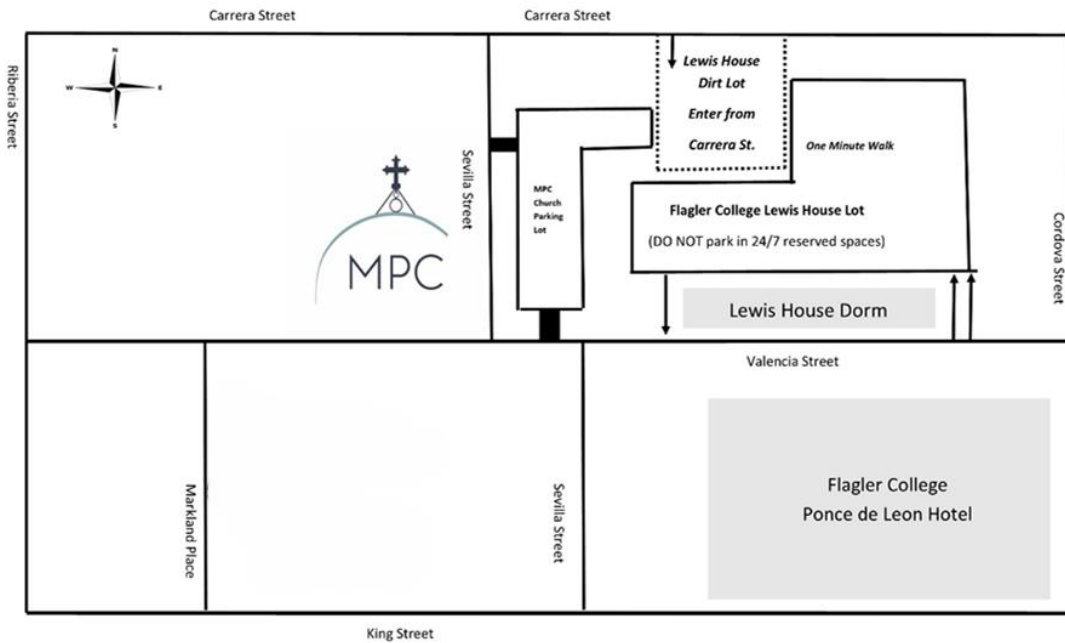 Carrera Street
Carrera Street
Riberia Street
N
W
E
S
Lewis House
Dirt Lot
Enter from
Carrera St.
One Minute Walk
Sevilla Street
MPC
Church
Parking
Lot
MPC
Flagler College Lewis House Lot
(DO NOT park in 24/7 reserved spaces)
Cordova Street
Lewis House Dorm
Valencia Street
Markland Place
Sevilla Street
Flagler College
Ponce de Leon Hotel
King Street